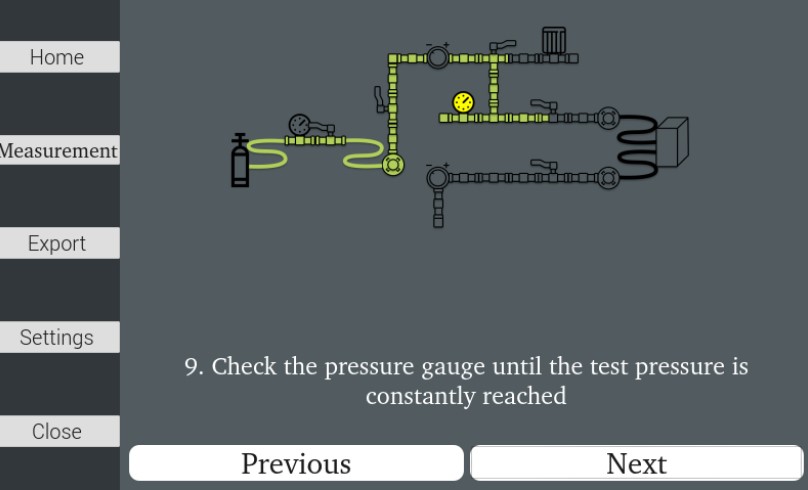 Home
Measurement
Export
Settings
Close
- +
- +
9. Check the pressure gauge until the test pressure is
constantly reached
Previous
Next